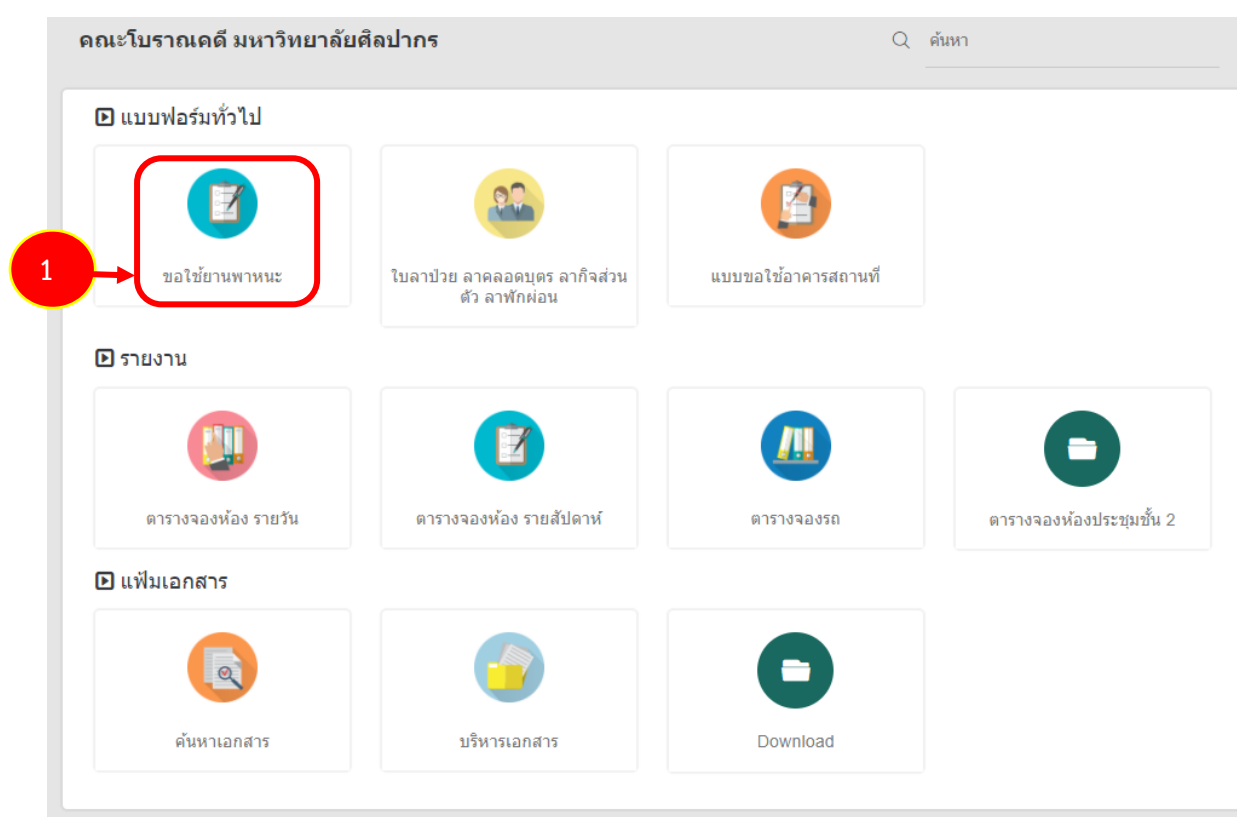 คณะโบราณคดี มหาวิทยาลัยศิลปากร
ค้นหา
แบบฟอร์มทั่วไป
1
ขอใช้ยานพาหนะ
ใบลาป่วย ลาคลอดบุตร ลากิจส่วน
ตัว ลาพักผ่อน
แบบขอใช้อาคารสถานที่
รายงาน
ตารางจองห้อง รายวัน
ตารางจองห้อง รายสัปดาห์
ตารางจองรถ
ตารางจองห้องประชุมชั้น 2
แฟ้มเอกสาร
ค้นหาเอกสาร
บริหารเอกสาร
Download